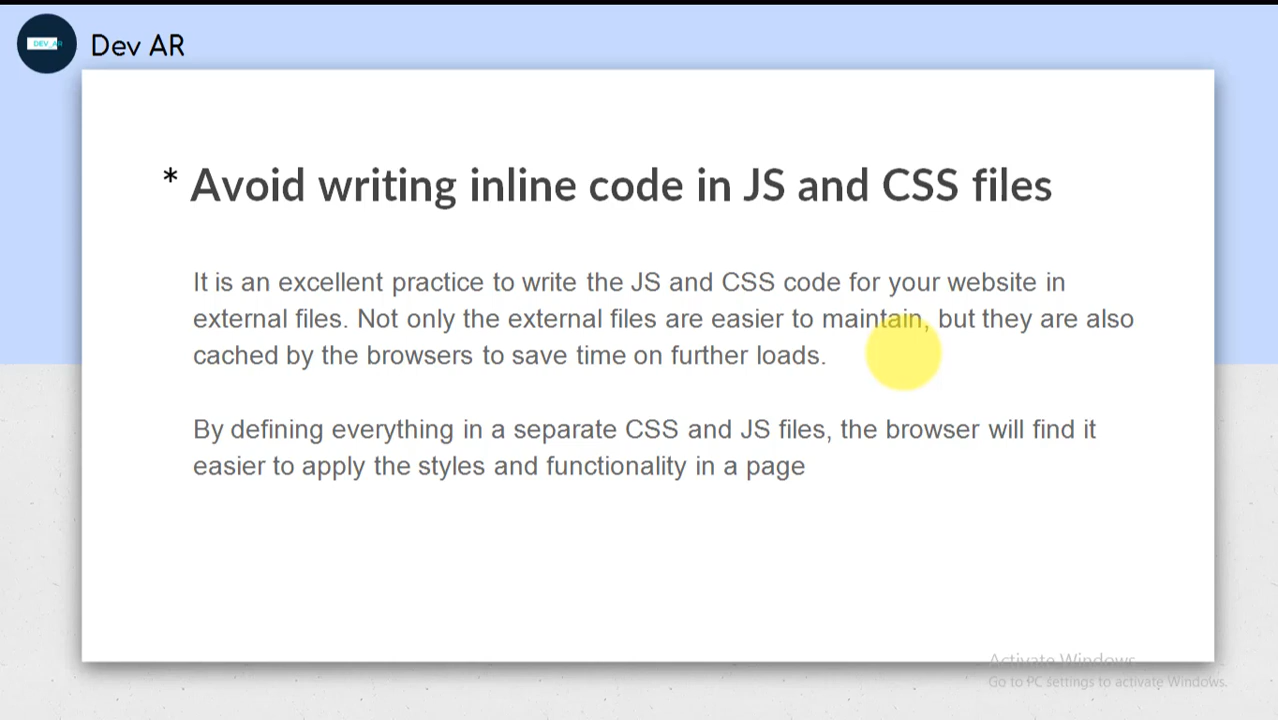 DEV_AR
Dev AR
* Avoid writing inline code in JS and CSS files
It is an excellent practice to write the JS and CSS code for your website in
external files. Not only the external files are easier to maintain, but they are also
cached by the browsers to save time on further loads.
By defining everything in a separate CSS and JS files, the browser will find it
easier to apply the styles and functionality in a page
Activate Windows
Go to PC settings to activate Windows.